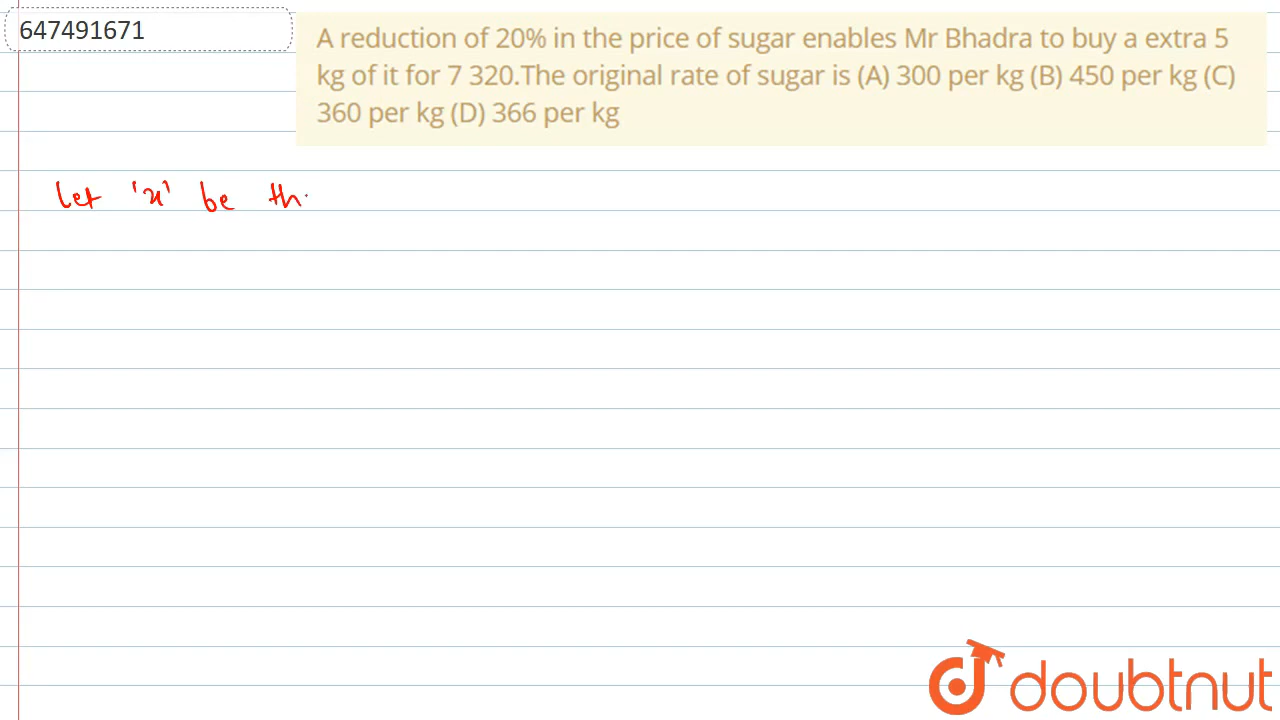 647491671
A reduction of 20% in the price of sugar enables Mr Bhadra to buy a extra 5
kg of it for 7 320.The original rate of sugar is (A) 300 per kg (B) 450 per kg (C)
360 per kg (D) 366 per kg
Let 'x' be th
doubtnut